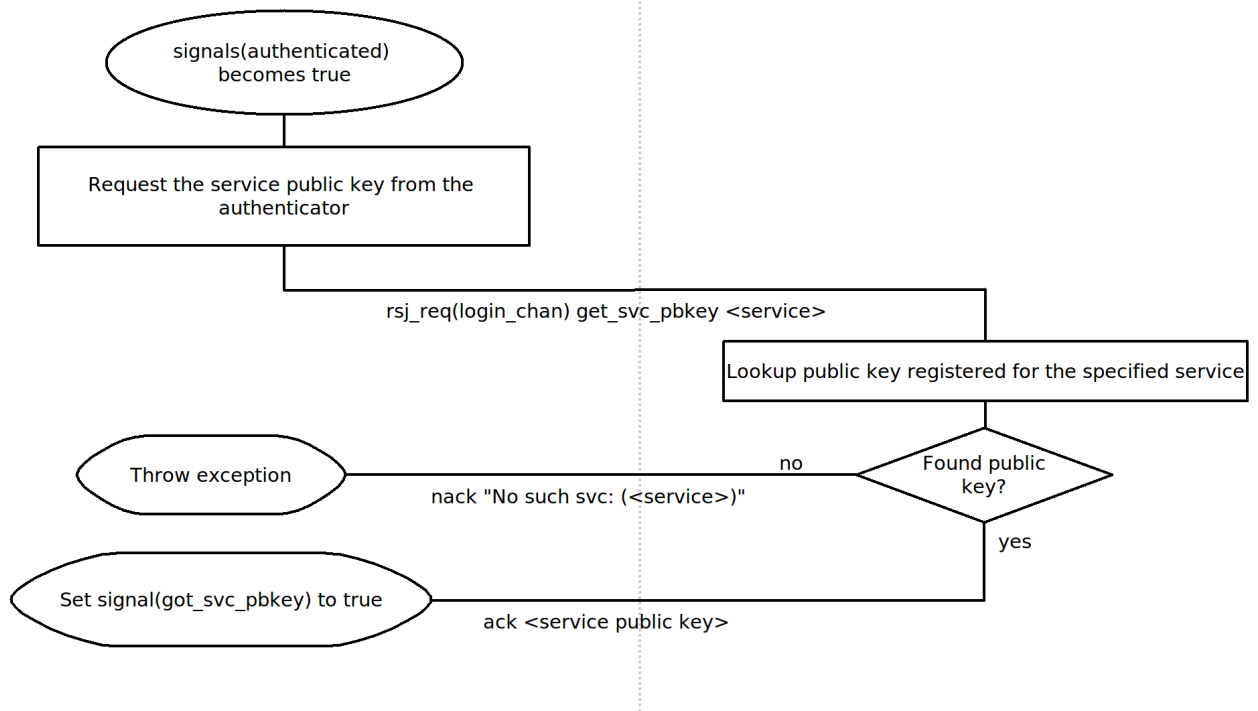 signals(authenticated)
becomes true
Request the service public key from the
authenticator
rsj_req(login_chan) get_svc_pbkey <service>
Lookup public key registered for the specified service
Found public
key?
no
Throw exception
nack "No such svc: (<service>)"
yes
Set signal(got_svc_pbkey) to true
ack <service public key>